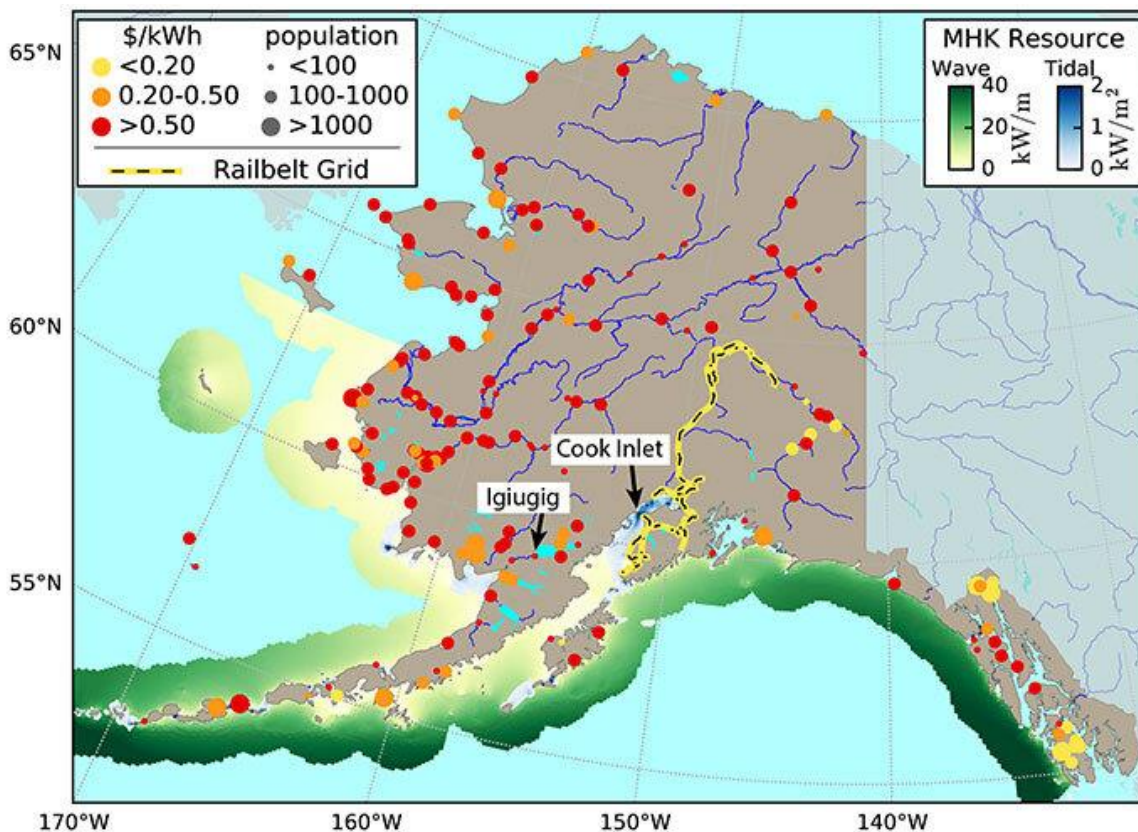 65°N
60°N
55°N
$/kWh
population
<0.20
<100
0.20-0.50
100-1000
>0.50
>1000
Railbelt Grid
MHK Resource
Wave
Tidal
40
20
0
kW/m
2
1
0
kW/m²
Cook Inlet
Igiugig
170°W
160°W
150°W
140°W